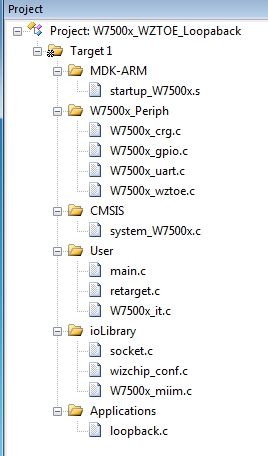 Project
Project: W7500x_WZTOE_Loopaback
Target 1
MDK-ARM
startup_W7500x.s
W7500x_Periph
W7500x_crg.c
W7500x_gpio.c
W7500x_uart.c
W7500x_wztoe.c
CMSIS
system_W7500x.c
User
main.c
retarget.c
W7500x_it.c
ioLibrary
socket.c
wizchip_conf.c
W7500x_miim.c
Applications
loopback.c